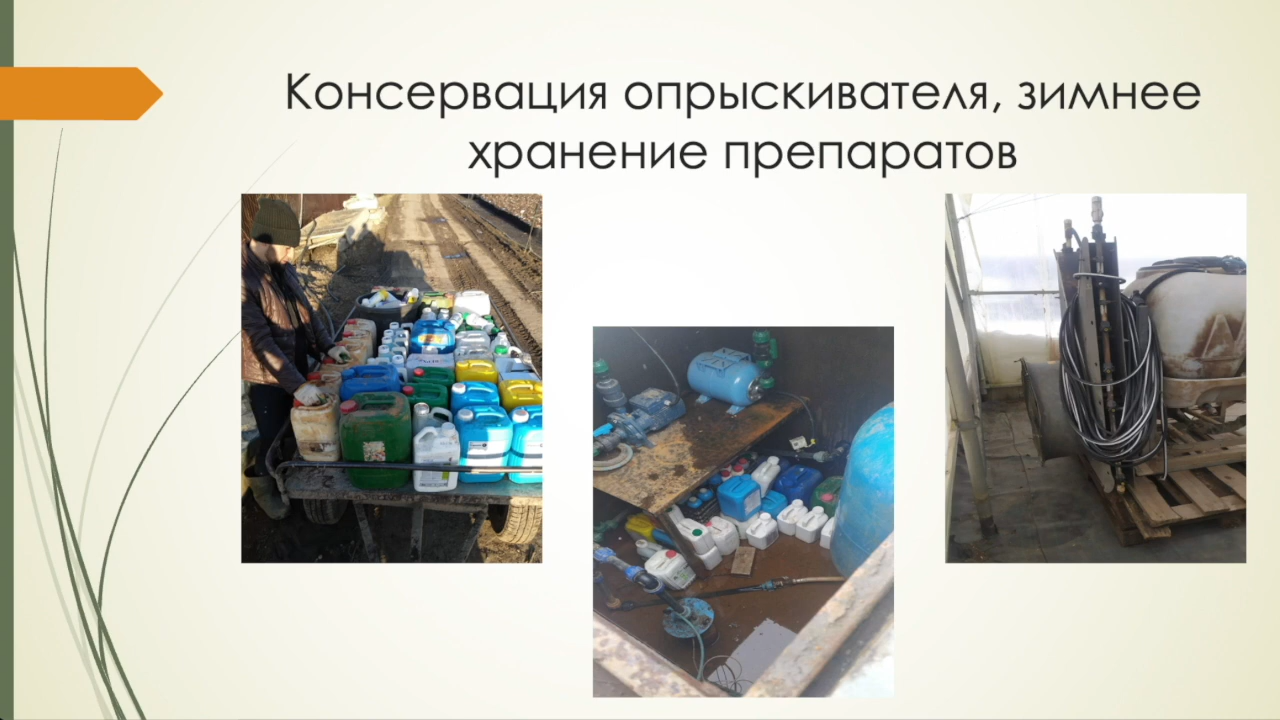 Консервация опрыскивателя, зимнее
хранение препаратов